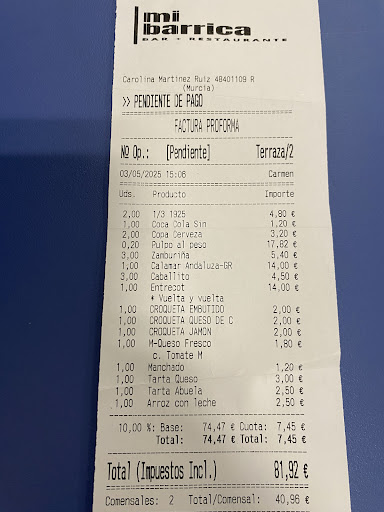 mi
barrica
BAR + RESTAURANTE
Carolina Martinez Ruiz 48401109 R
(Murcia)
>> PENDIENTE DE PAGO
FACTURA PROFORMA
Nº Op.: [Pendiente] Terraza/2
03/05/2025 15:06 Carmen
Uds. Producto Importe
2,00 1/3 1925 4,80 €
1,00 Coca Cola Sin 1,20 €
2,00 Copa Cerveza 3,20 €
0,20 Pulpo al peso 17,82 €
3,00 Zamburiña 5,40 €
1,00 Calamar Andaluza-GR 14,00 €
3,00 Caballito 4,50 €
1,00 Entrecot 14,00 €
* Vuelta y vuelta
1,00 CROQUETA EMBUTIDO 2,00 €
1,00 CROQUETA QUESO DE C 2,00 €
1,00 CROQUETA JAMON 2,00 €
1,00 M-Queso Fresco 1,80 €
c. Tomate M
1,00 Manchado 1,20 €
1,00 Tarta Queso 3,00 €
1,00 Tarta Abuela 2,50 €
1,00 Arroz con leche 2,50 €
10,00 %: Base: 74,47 € Cuota: 7,45 €
Total: 74,47 € Total: 7,45 €
Total (Impuestos Incl.) 81,92 €
Comensales: 2 Total/Comensal: 40,96 €